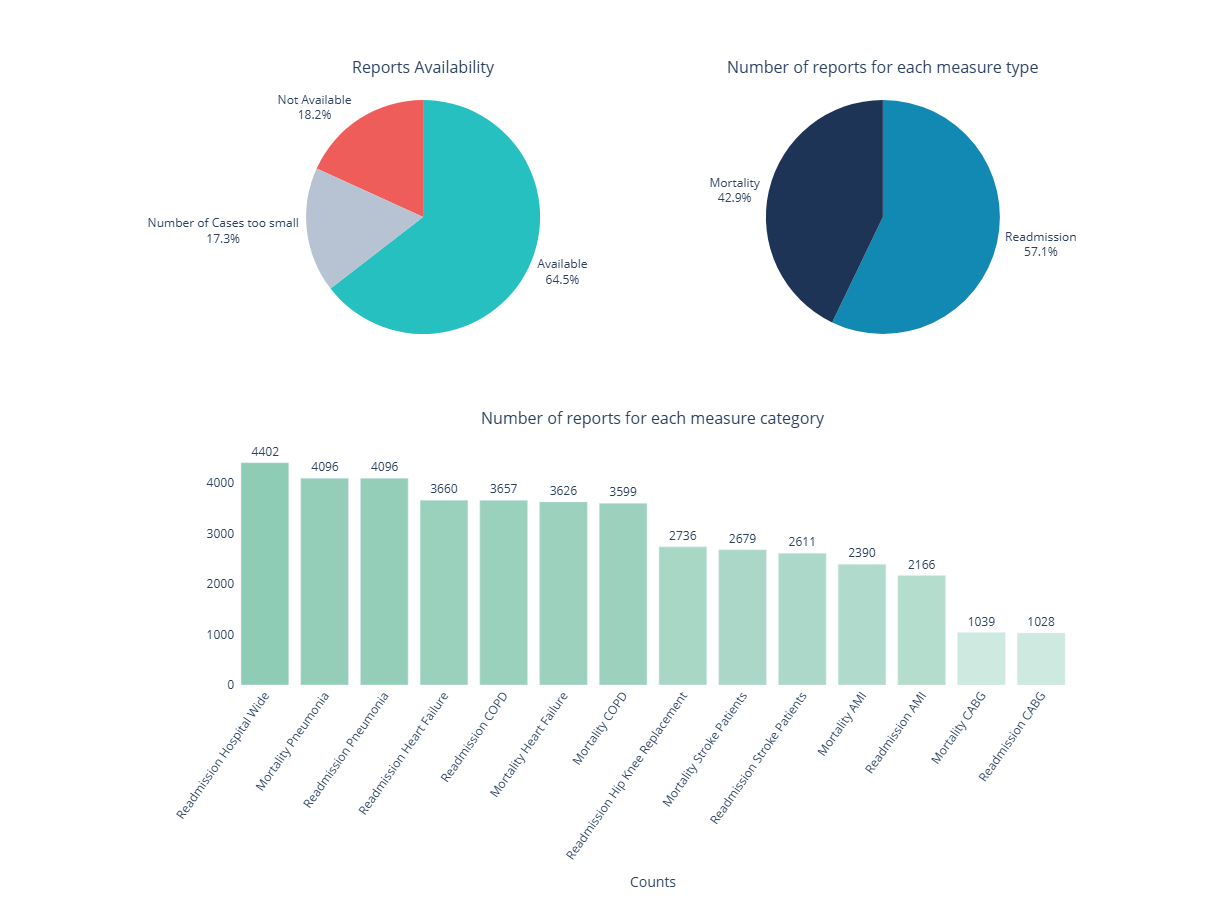 Reports Availability
Number of reports for each measure type
Not Available
18.2%
Number of Cases too small
17.3%
Available
64.5%
Mortality
42.9%
Readmission
57.1%
Number of reports for each measure category
4402
4096
4096
3660
3657
3626
3599
2736
2679
2611
2390
2166
1039
1028
4000
3000
2000
1000
0
Readmission Hospital Wide
Mortality Pneumonia
Readmission Pneumonia
Readmission Heart Failure
Readmission COPD
Mortality Heart Failure
Mortality COPD
Readmission Hip Knee Replacement
Mortality Stroke Patients
Readmission Stroke Patients
Mortality AMI
Readmission AMI
Mortality CABG
Readmission CABG
Counts